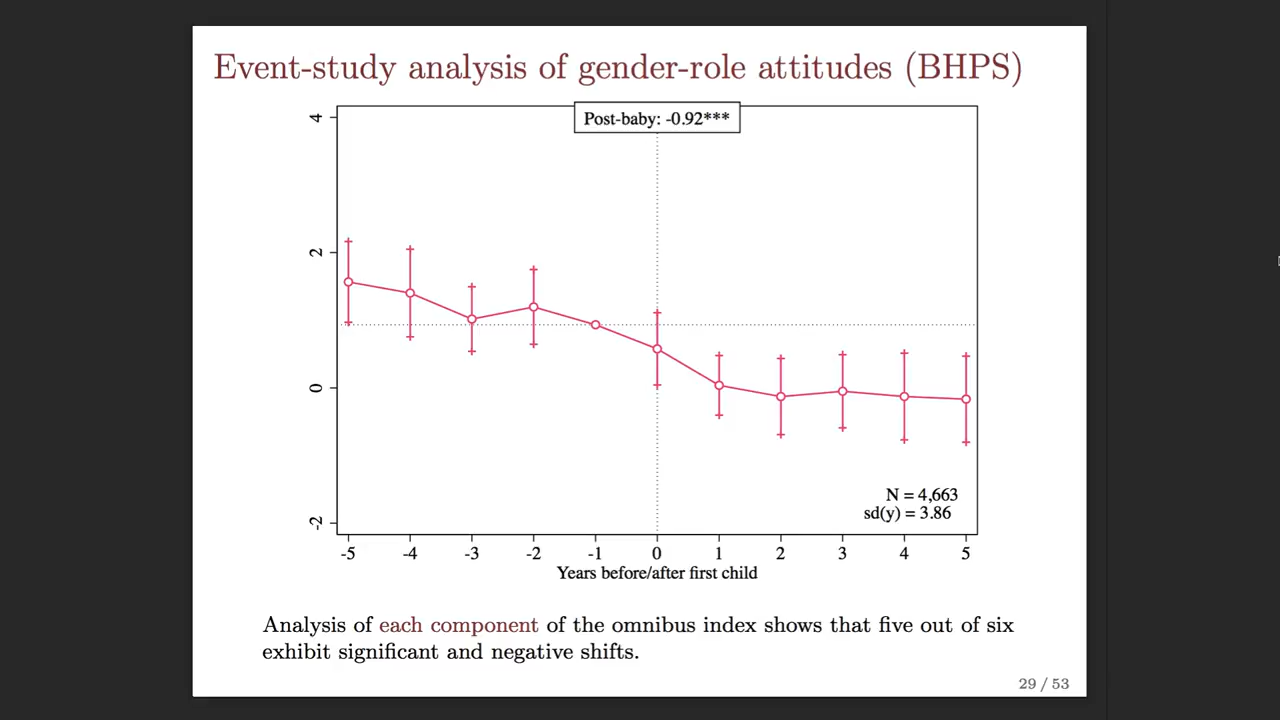 Event-study analysis of gender-role attitudes (BHPS)
Post-baby: -0.92***
4
2
0
-2
N = 4,663
sd(y) = 3.86
-5 -4 -3 -2 -1 0 1 2 3 4 5
Years before/after first child
Analysis of each component of the omnibus index shows that five out of six
exhibit significant and negative shifts.
29 / 53